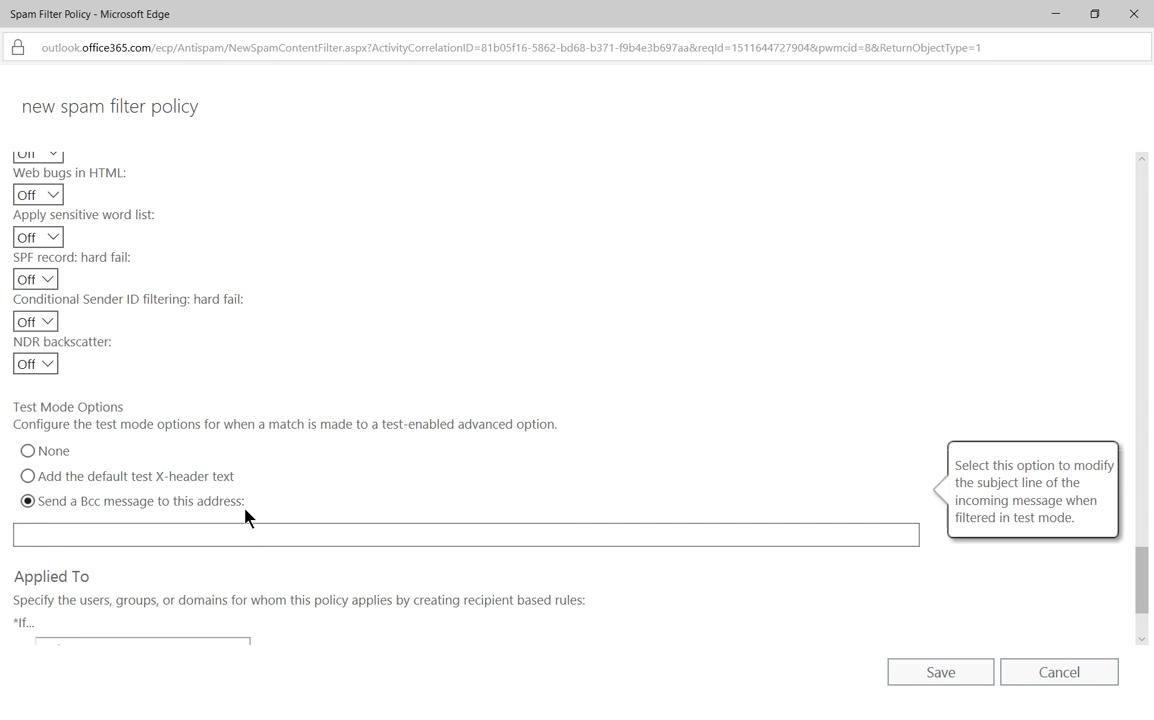 Spam Filter Policy - Microsoft Edge
outlook.office365.com/ecp/Antispam/NewSpamContentFilter.aspx?ActivityCorrelationID=81b05f16-5862-bd68-b371-f9b4e3b697aa&reqId=1511644727904&pwmcid=8&ReturnObjectType=1
new spam filter policy
Off
Web bugs in HTML:
Off
Apply sensitive word list:
Off
SPF record: hard fail:
Off
Conditional Sender ID filtering: hard fail:
Off
NDR backscatter:
Off
Test Mode Options
Configure the test mode options for when a match is made to a test-enabled advanced option.
None
Add the default test X-header text
Send a Bcc message to this address:
Select this option to modify
the subject line of the
incoming message when
filtered in test mode.
Applied To
Specify the users, groups, or domains for whom this policy applies by creating recipient based rules:
*If...
Save
Cancel